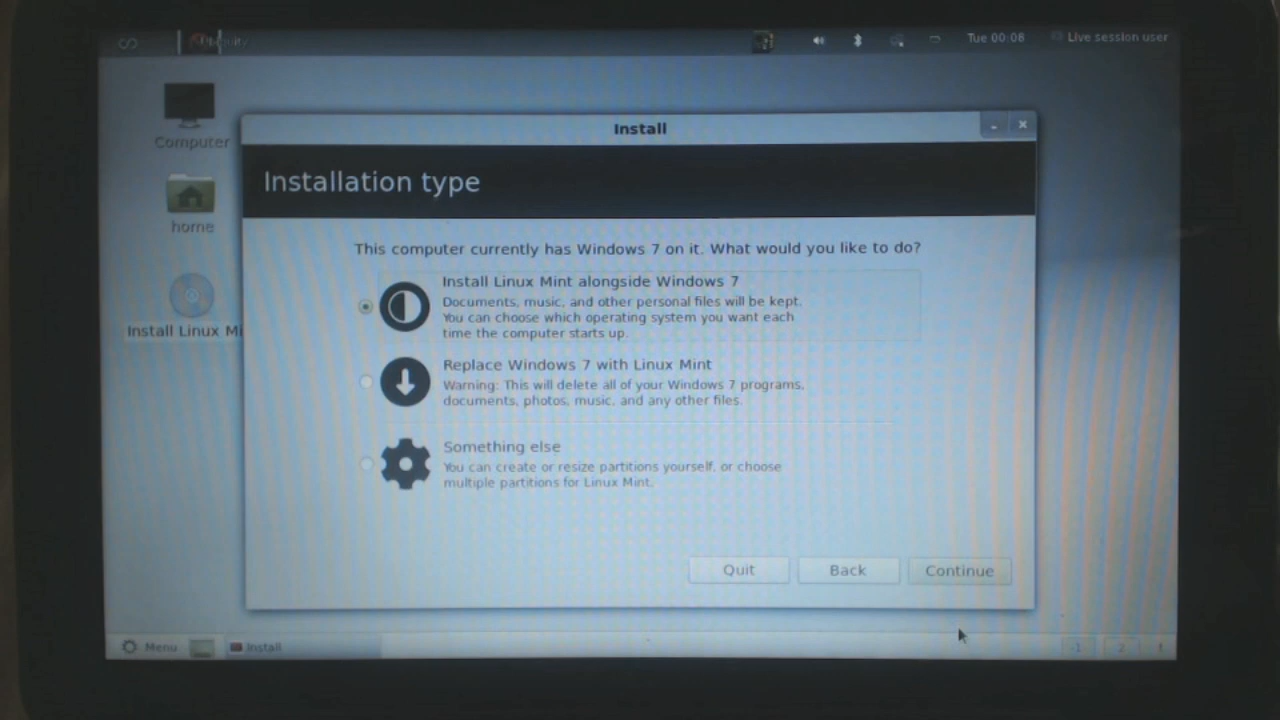 Tue 00:08
Live session user
Computer
home
Install Linux Mi
Install
Installation type
This computer currently has Windows 7 on it. What would you like to do?
Install Linux Mint alongside Windows 7
Documents, music, and other personal files will be kept.
You can choose which operating system you want each
time the computer starts up.
Replace Windows 7 with Linux Mint
Warning: This will delete all of your Windows 7 programs,
documents, photos, music, and any other files.
Something else
You can create or resize partitions yourself, or choose
multiple partitions for Linux Mint.
Quit
Back
Continue
Menu
Install